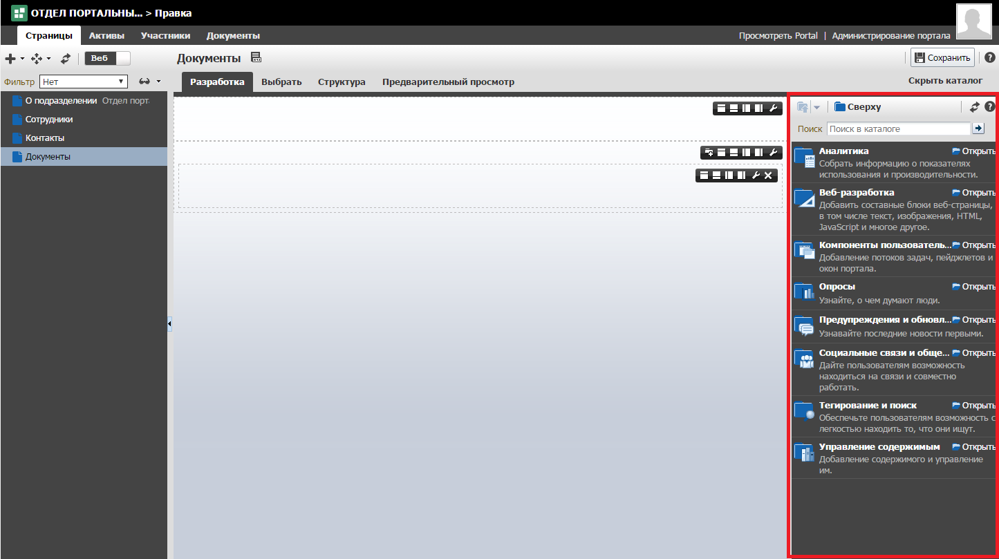 ОТДЕЛ ПОРТАЛЬНЫ... > Правка
Страницы Активы Участники Документы Просмотреть Portal | Администрирование портала
Веб Документы Сохранить
Фильтр Нет Разработка Выбрать Структура Предварительный просмотр Скрыть каталог
О подразделении Отдел порт
Сотрудники
Контакты
Документы
Сверху
Поиск Поиск в каталоге
Аналитика Открыть
Собрать информацию о показателях
использования и производительности.
Веб-разработка Открыть
Добавить составные блоки веб-страницы,
в том числе текст, изображения, HTML,
JavaScript и многое другое.
Компоненты пользователь... Открыть
Добавление потоков задач, пейджлетов и
окон портала.
Опросы Открыть
Узнайте, о чем думают люди.
Предупреждения и обновл... Открыть
Узнавайте последние новости первыми.
Социальные связи и обще... Открыть
Дайте пользователям возможность
находиться на связи и совместно
работать.
Тегирование и поиск Открыть
Обеспечьте пользователям возможность с
легкостью находить то, что они ищут.
Управление содержимым Открыть
Добавление содержимого и управление
им.